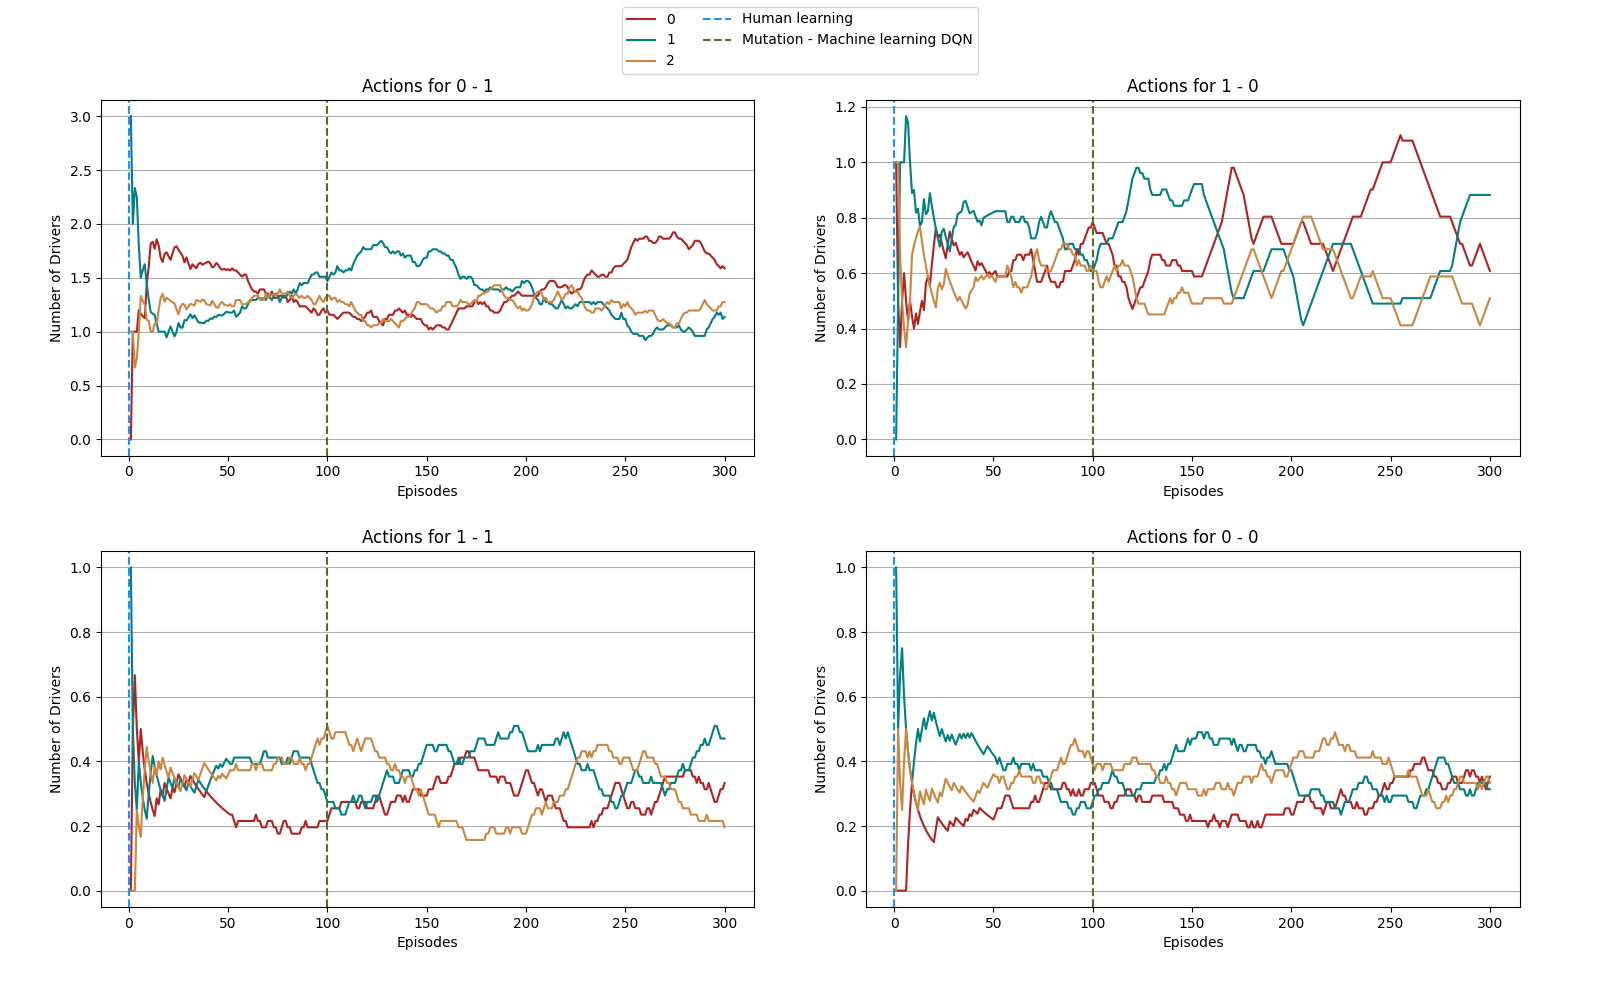 0
1
2
Human learning
Mutation - Machine learning DQN
Actions for 0 - 1
3.0
2.5
2.0
1.5
1.0
0.5
0.0
Number of Drivers
0 50 100 150 200 250 300
Episodes
Actions for 1 - 0
1.2
1.0
0.8
0.6
0.4
0.2
0.0
Number of Drivers
0 50 100 150 200 250 300
Episodes
Actions for 1 - 1
1.0
0.8
0.6
0.4
0.2
0.0
Number of Drivers
0 50 100 150 200 250 300
Episodes
Actions for 0 - 0
1.0
0.8
0.6
0.4
0.2
0.0
Number of Drivers
0 50 100 150 200 250 300
Episodes